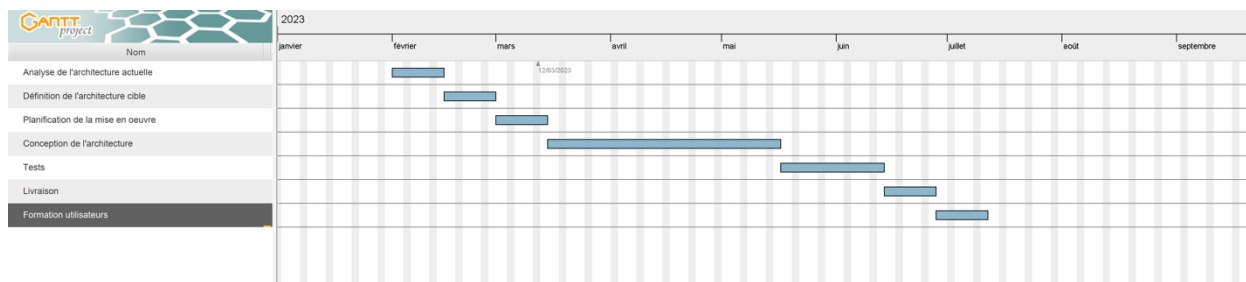 GANTT
project
2023
Nom
janvier février mars avril mai juin juillet août septembre
Analyse de l'architecture actuelle
12/03/2023
Définition de l'architecture cible
Planification de la mise en oeuvre
Conception de l'architecture
Tests
Livraison
Formation utilisateurs